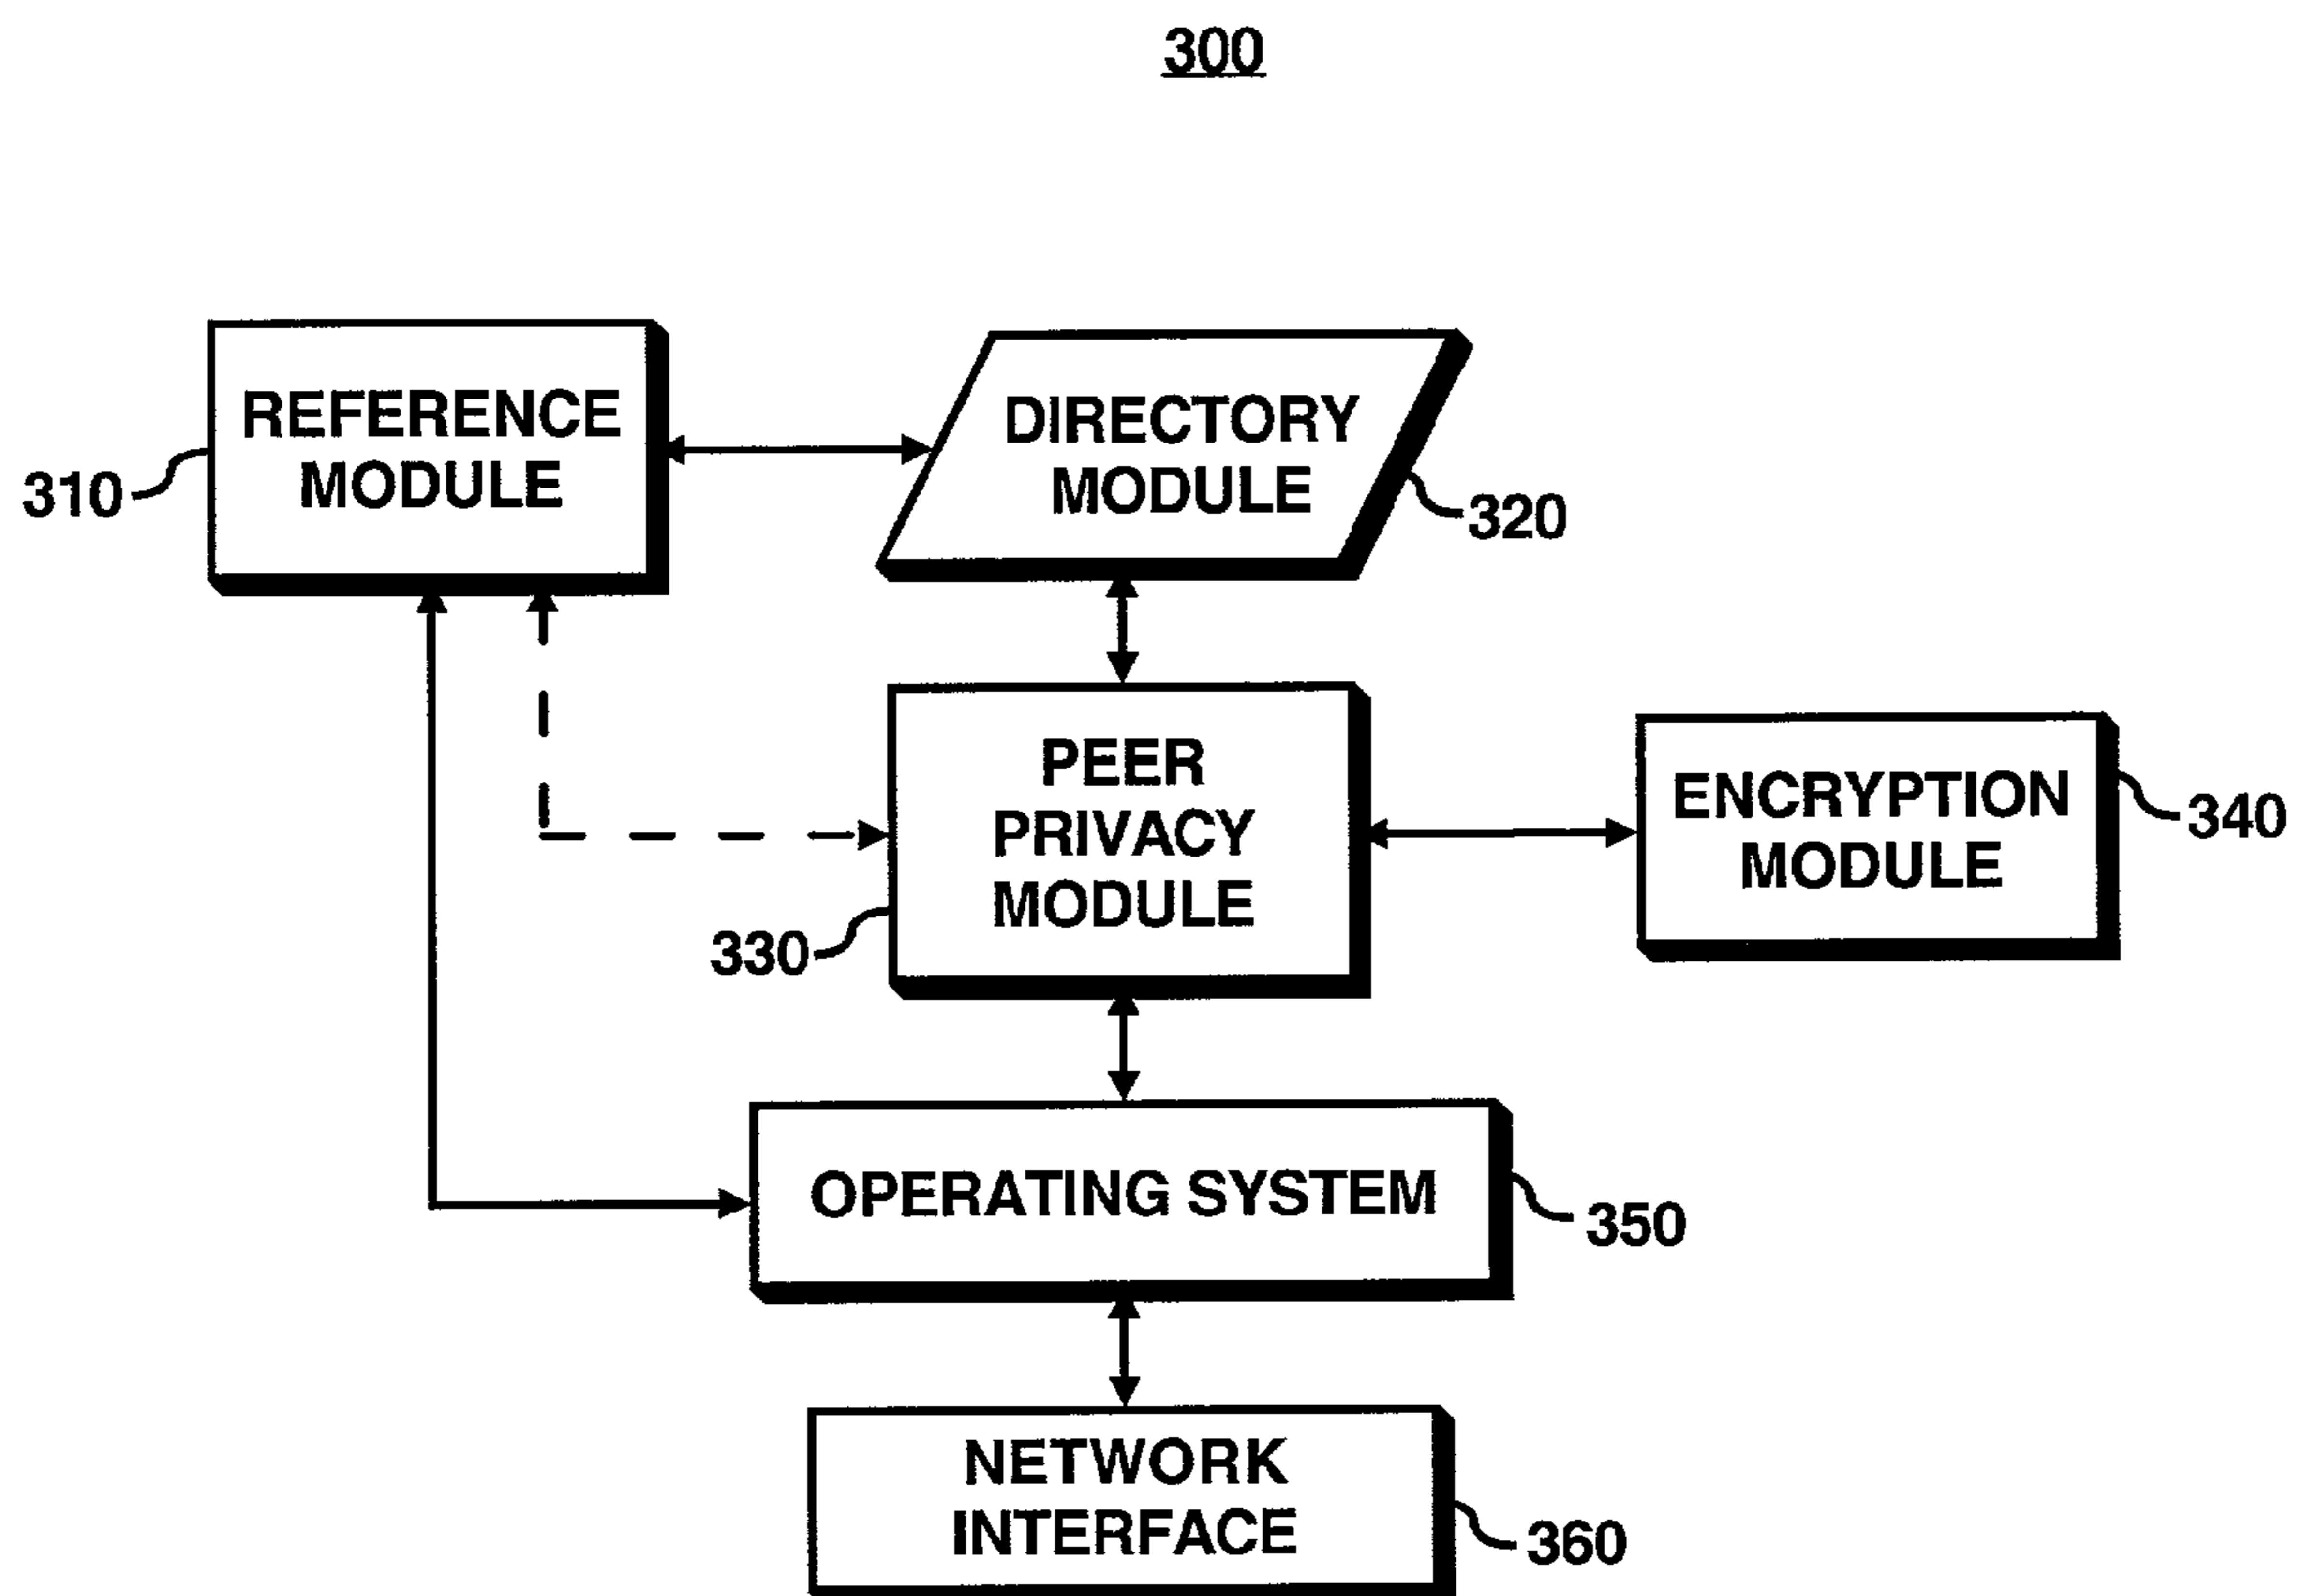 300
REFERENCE
MODULE
310
DIRECTORY
MODULE
320
PEER
PRIVACY
MODULE
330
ENCRYPTION
MODULE
340
OPERATING SYSTEM
350
NETWORK
INTERFACE
360